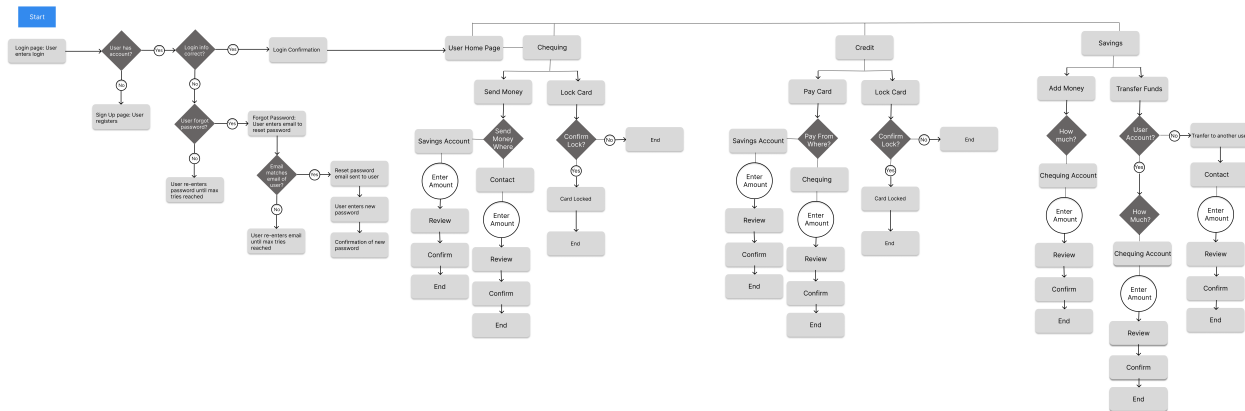 Start
Login page: User
enters login
User has
account?
Yes
Login info
correct?
Yes
Login Confirmation
No
Sign Up page: User
registers
No
User forgot
password?
Yes
Forgot Password:
User enters email to
reset password
No
User re-enters
password until max
tries reached
Email
matches
email of
user?
Yes
Reset password
email sent to user
User enters new
password
Confirmation of new
password
No
User re-enters email
until max tries
reached
User Home Page
Chequing
Send Money
Lock Card
Send
Money
Where
Savings Account
Enter
Amount
Review
Confirm
End
Contact
Enter
Amount
Review
Confirm
End
Confirm
Lock?
No
End
Yes
Card Locked
End
Credit
Pay Card
Lock Card
Pay From
Where?
Savings Account
Enter
Amount
Review
Confirm
End
Chequing
Enter
Amount
Review
Confirm
End
Confirm
Lock?
No
End
Yes
Card Locked
End
Savings
Add Money
Transfer Funds
How
much?
Chequing Account
Enter
Amount
Review
Confirm
End
User
Account?
No
Tranfer to another use
Contact
Enter
Amount
Review
Confirm
End
Yes
How
Much?
Chequing Account
Enter
Amount
Review
Confirm
End